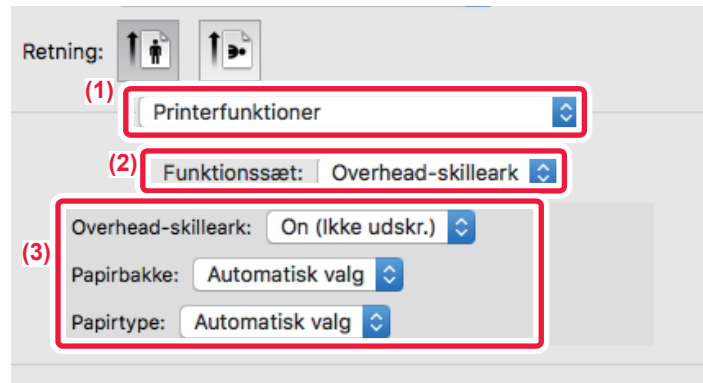 Retning:
(1)
Printerfunktioner
(2)
Funktionssæt: Overhead-skilleark
(3)
Overhead-skilleark: On (Ikke udskr.)
Papirbakke: Automatisk valg
Papirtype: Automatisk valg